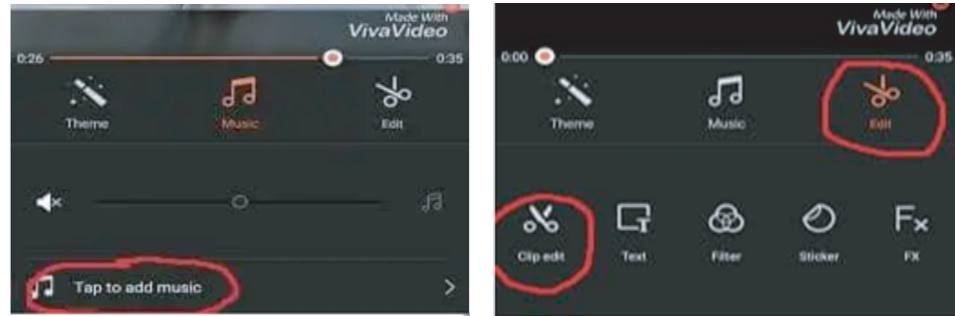 Made With
VivaVideo
0:26 0:35
Theme Music Edit
Tap to add music
Made With
VivaVideo
0:00 0:35
Theme Music Edit
Clip edit Text Filter Sticker FX